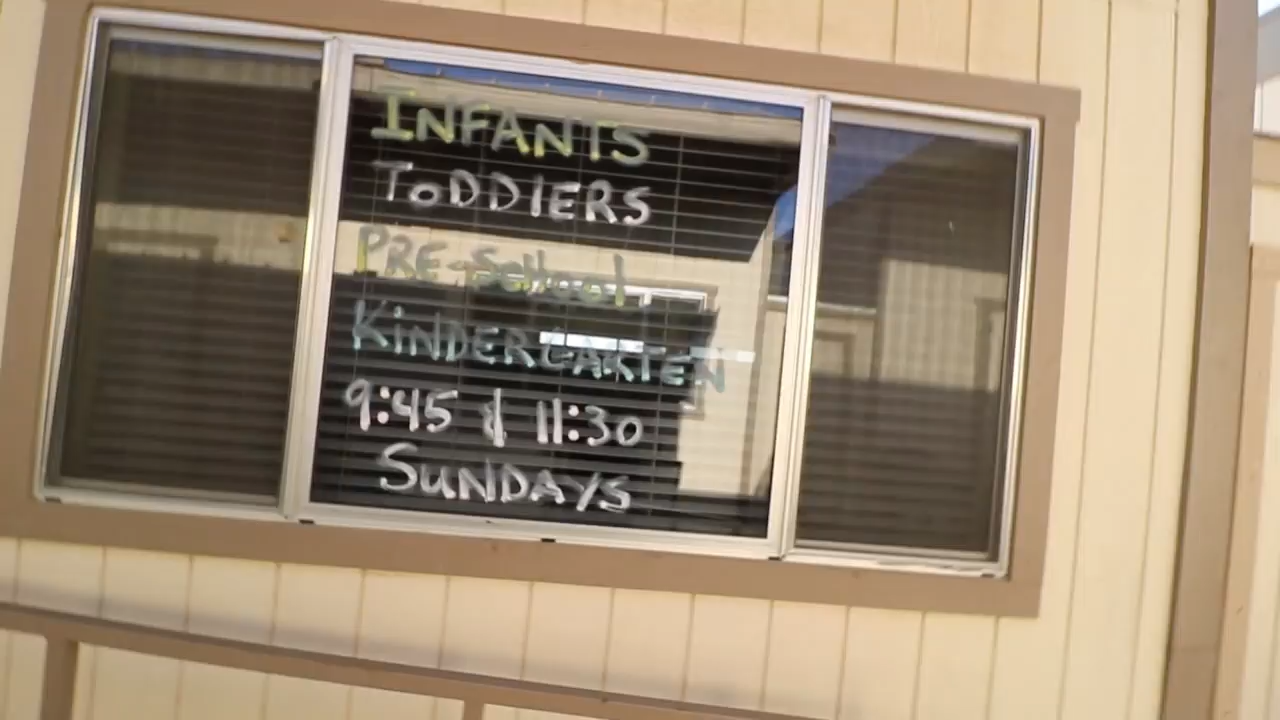 INFANTS
TODDIERS
PRE-School
KiNDERGARTEN
9:45 & 11:30
SUNDAYS